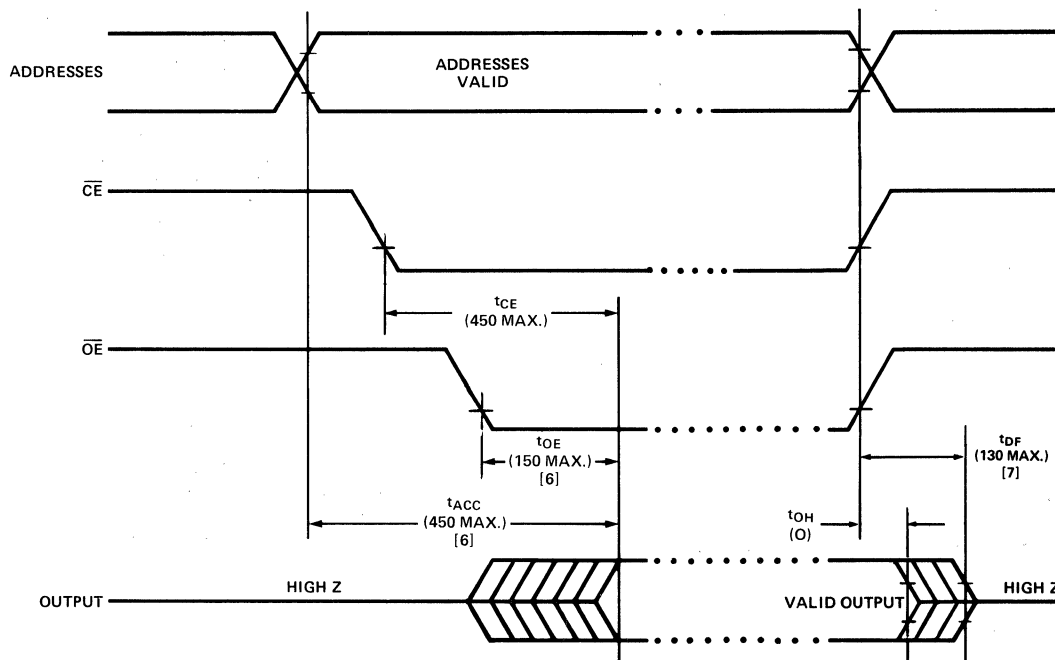 ADDRESSES
ADDRESSES
VALID
CE
tCE
(450 MAX.)
OE
tOE
(150 MAX.)
[6]
tDF
(130 MAX.)
[7]
tACC
(450 MAX.)
[6]
tOH
(O)
OUTPUT
HIGH Z
VALID OUTPUT
HIGH Z